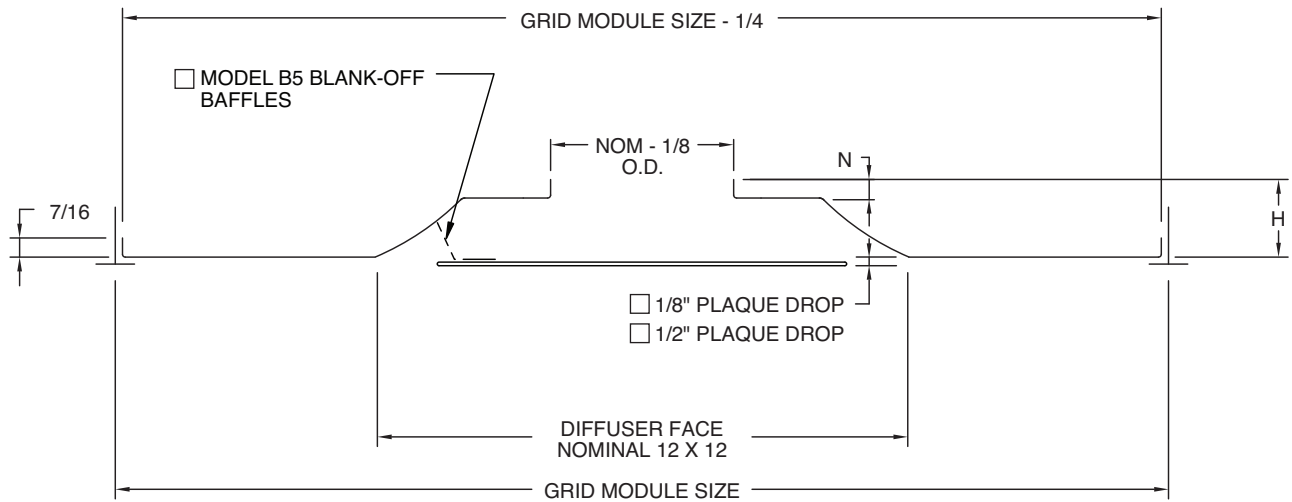 GRID MODULE SIZE - 1/4
MODEL B5 BLANK-OFF
BAFFLES
NOM - 1/8
O.D.
N
7/16
H
1/8" PLAQUE DROP
1/2" PLAQUE DROP
DIFFUSER FACE
NOMINAL 12 X 12
GRID MODULE SIZE